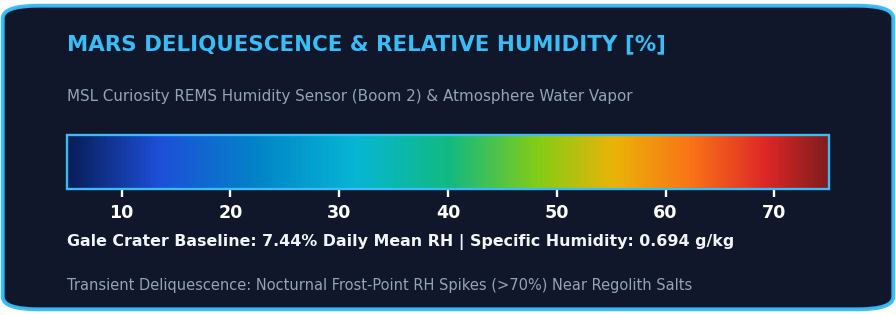 MARS DELIQUESCENCE & RELATIVE HUMIDITY [%]
MSL Curiosity REMS Humidity Sensor (Boom 2) & Atmosphere Water Vapor
10 20 30 40 50 60 70
Gale Crater Baseline: 7.44% Daily Mean RH | Specific Humidity: 0.694 g/kg
Transient Deliquescence: Nocturnal Frost-Point RH Spikes (>70%) Near Regolith Salts